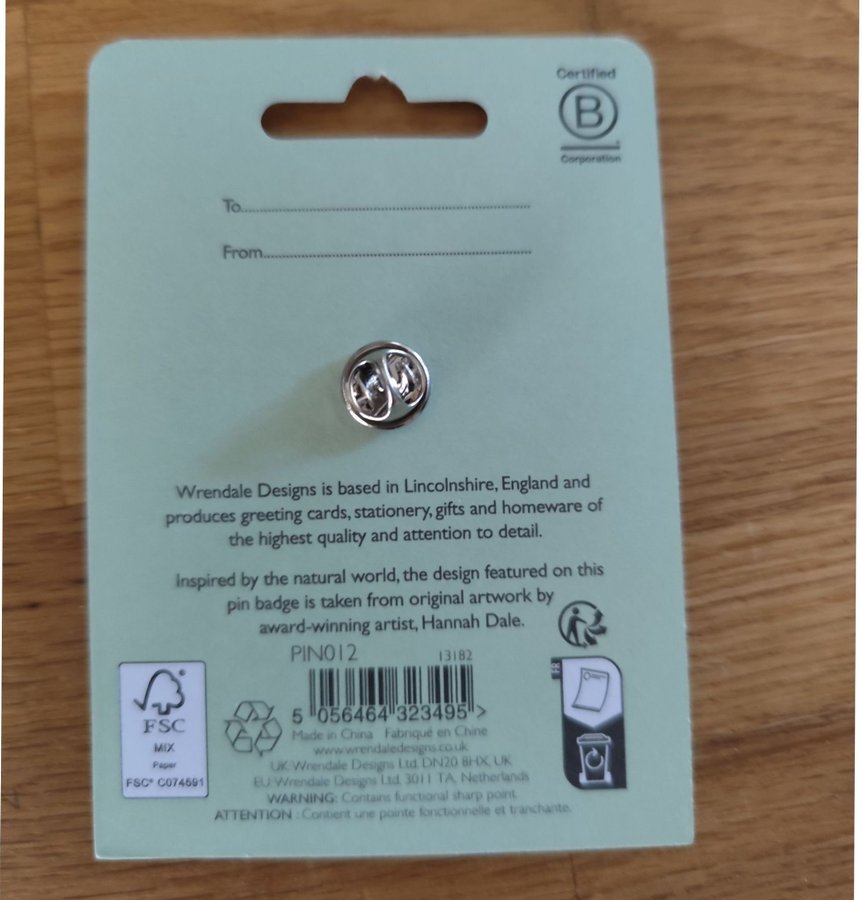 Certified
B
Corporation
To
From
Wrendale Designs is based in Lincolnshire, England and
produces greeting cards, stationery, gifts and homeware of
the highest quality and attention to detail.
Inspired by the natural world, the design featured on this
pin badge is taken from original artwork by
award-winning artist, Hannah Dale.
PIN012 13182
FR
5 056464 323495 >
FSC
MIX
Paper
FSC® C074591
Made in China Fabriqué en Chine
www.wrendaledesigns.co.uk
UK: Wrendale Designs Ltd. DN20 8HX, UK
EU: Wrendale Designs Ltd. 3011 TA, Netherlands
WARNING: Contains functional sharp point.
ATTENTION : Contient une pointe fonctionnelle et tranchante.